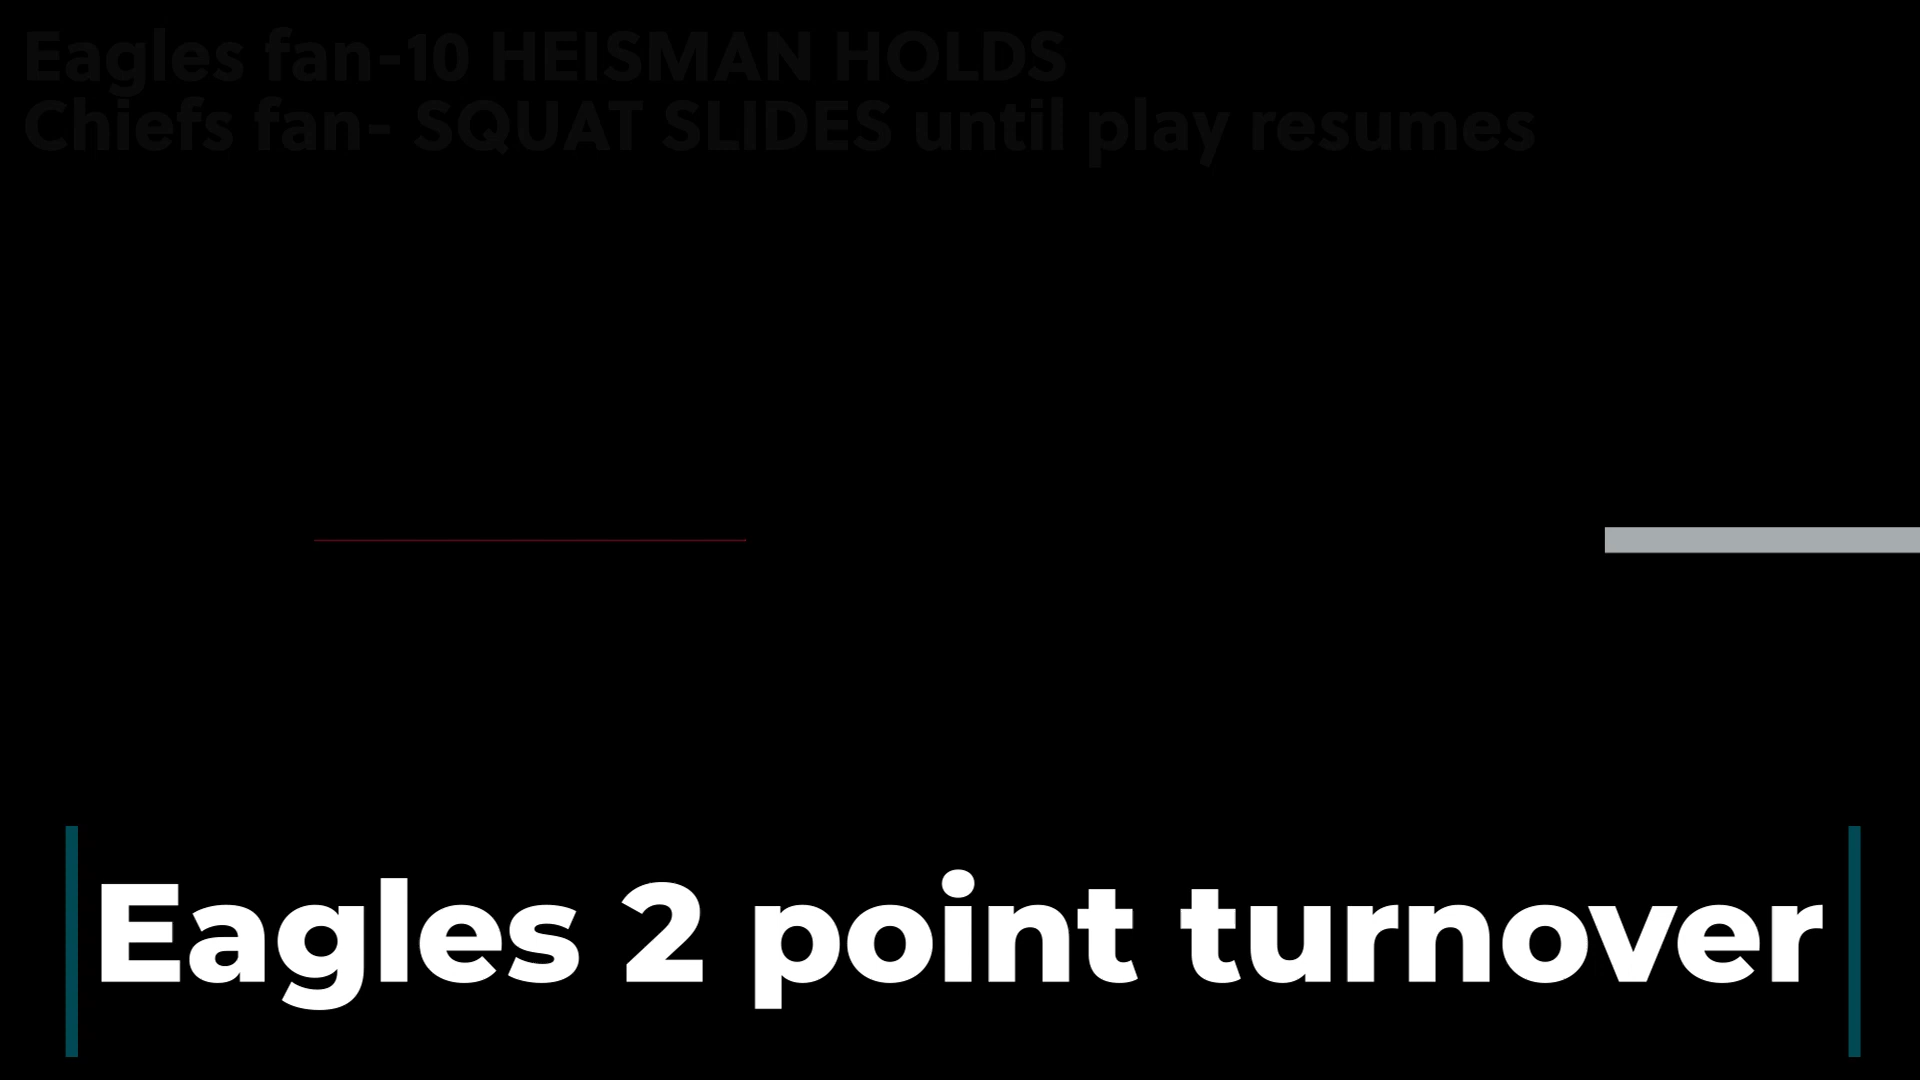 Eagles fan-10 HEISMAN HOLDS
Chiefs fan- SQUAT SLIDES until play resumes
Eagles 2 point turnover